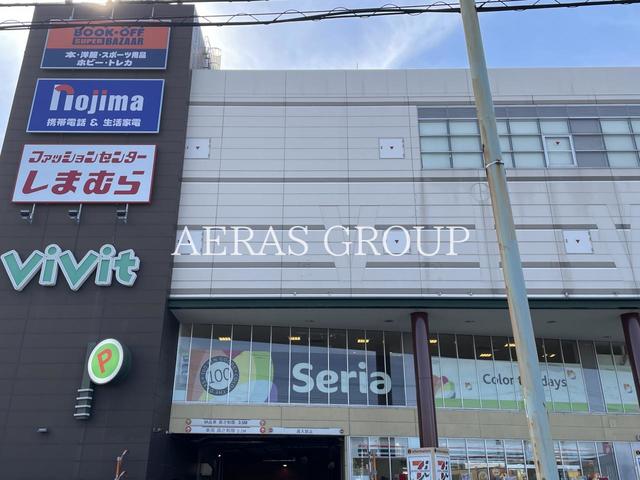 BOOK-OFF
SUPER BAZAAR
本・洋服・スポーツ用品
ホビー・トレカ
nojima
携帯電話 & 生活家電
ファッションセンター
しまむら
ViVit
AERAS GROUP
P
100
Seria
Color the days